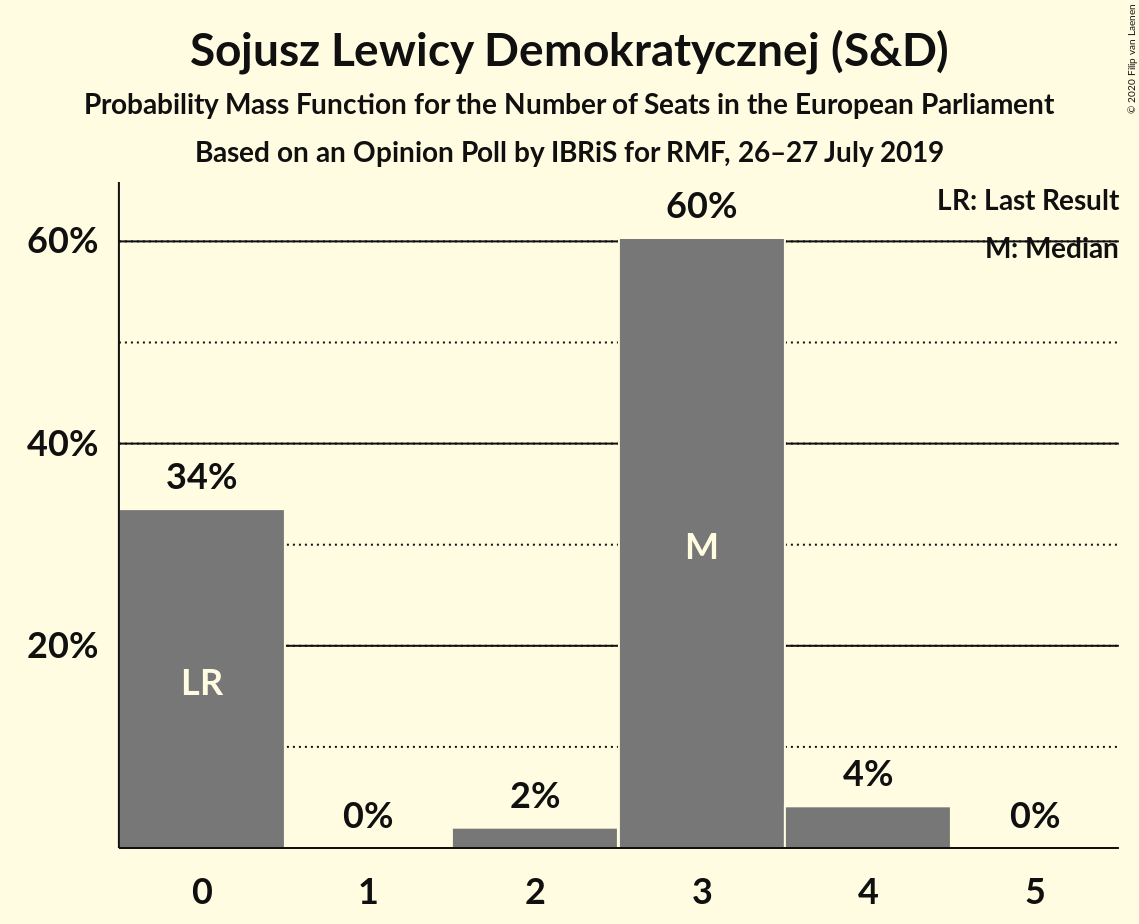 Sojusz Lewicy Demokratycznej (S&D)
Probability Mass Function for the Number of Seats in the European Parliament
Based on an Opinion Poll by IBRiS for RMF, 26–27 July 2019
© 2020 Filip van Laenen
LR: Last Result
M: Median
60%
40%
20%
34%
0%
2%
60%
4%
0%
LR
M
0 1 2 3 4 5